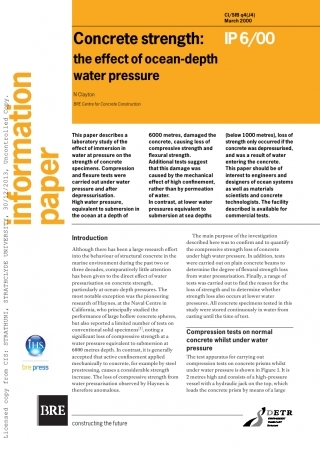 CI/SfB q4(J4)
March 2000
Concrete strength:
the effect of ocean-depth
water pressure
IP 6/00
N Clayton
BRE Centre for Concrete Construction
information
paper
Licensed copy from CIS: STRATHUNI, STRATHCLYDE UNIVERSITY, 30/12/2013, Uncontrolled Copy.
This paper describes a
laboratory study of the
effect of immersion in
water at pressure on the
strength of concrete
specimens. Compression
and flexure tests were
carried out under water
pressure and after
depressurisation.
High water pressure,
equivalent to submersion in
the ocean at a depth of
6000 metres, damaged the
concrete, causing loss of
compressive strength and
flexural strength.
Additional tests suggest
that this damage was
caused by the mechanical
effect of high confinement,
rather than by permeation
of water.
In contrast, at lower water
pressures equivalent to
submersion at sea depths
(below 1000 metres), loss of
strength only occurred if the
concrete was depressurised,
and was a result of water
entering the concrete.
This paper should be of
interest to engineers and
designers of ocean systems
as well as materials
scientists and concrete
technologists. The facility
described is available for
commercial tests.
Introduction
Although there has been a large research effort
into the behaviour of structural concrete in the
marine environment during the past two or
three decades, comparatively little attention
has been given to the direct effect of water
pressurisation on concrete strength,
particularly at ocean-depth pressures. The
most notable exception was the pioneering
research of Haynes, at the Naval Centre in
California, who principally studied the
performance of large hollow concrete spheres,
but also reported a limited number of tests on
conventional solid specimens, noting a
significant loss of compressive strength at a
water pressure equivalent to submersion at
6000 metres depth. In contrast, it is generally
accepted that active confinement applied
mechanically to concrete, for example by steel
prestressing, causes a considerable strength
increase. The loss of compressive strength from
water pressurisation observed by Haynes is
therefore anomalous.
The main purpose of the investigation
described here was to confirm and to quantify
the compressive strength loss of concrete
under high water pressure. In addition, tests
were carried out on plain concrete beams to
determine the degree of flexural strength loss
from water pressurisation. Finally, a range of
tests was carried out to find the reason for the
loss of strength and to determine whether
strength loss also occurs at lower water
pressures. All concrete specimens tested in this
study were stored continuously in water from
casting until the time of test.
Compression tests on normal
concrete whilst under water
pressure
The test apparatus for carrying out
compression tests on concrete prisms whilst
under water pressure is shown in Figure 1. It is
2 metres high and consists of a high-pressure
vessel with a hydraulic jack on the top, which
loads the concrete prism by means of a large
IHS
bre press
BRE
constructing the future
DETR